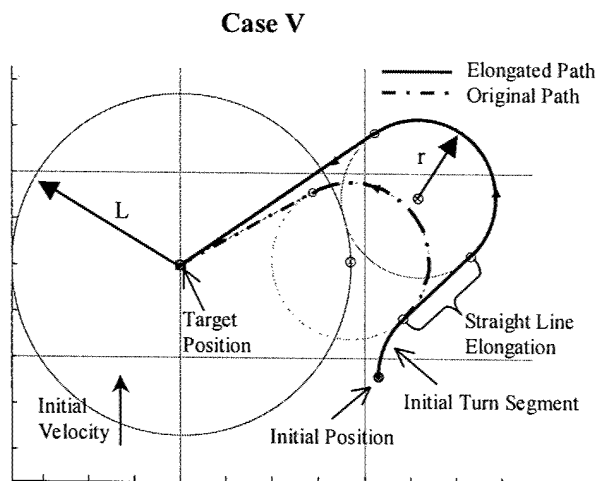 Case V
Elongated Path
Original Path
r
L
Target
Position
Straight Line
Elongation
Initial
Velocity
Initial Turn Segment
Initial Position